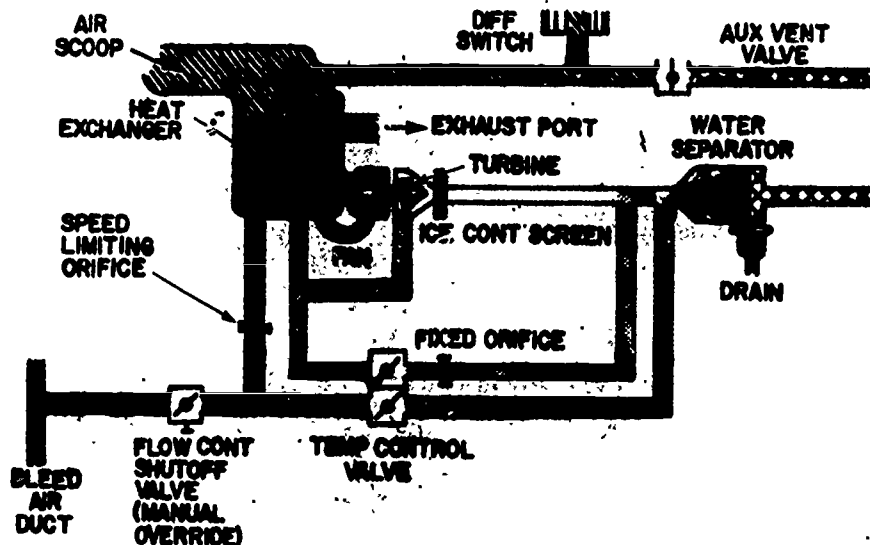 AIR
SCOOP
DIFF
SWITCH
AUX VENT
VALVE
HEAT
EXCHANGER
EXHAUST PORT
WATER
SEPARATOR
TURBINE
SPEED
LIMITING
ORIFICE
FAN
ICE CONT SCREEN
DRAIN
FIXED ORIFICE
FLOW CONT
SHUTOFF
VALVE
(MANUAL
OVERRIDE)
TEMP CONTROL
VALVE
BLEED
AIR
DUCT